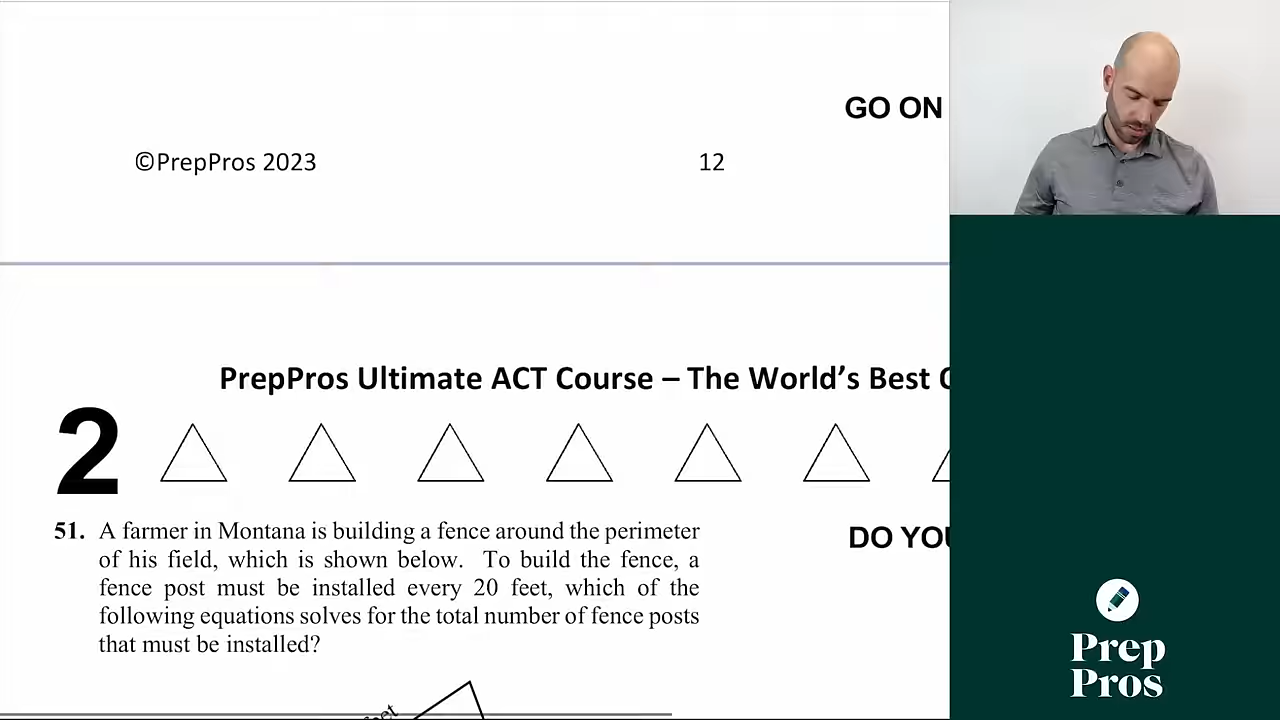 GO ON
©PrepPros 2023
12
PrepPros Ultimate ACT Course – The World’s Best
2
51. A farmer in Montana is building a fence around the perimeter
of his field, which is shown below. To build the fence, a
fence post must be installed every 20 feet, which of the
following equations solves for the total number of fence posts
that must be installed?
DO
Prep
Pros